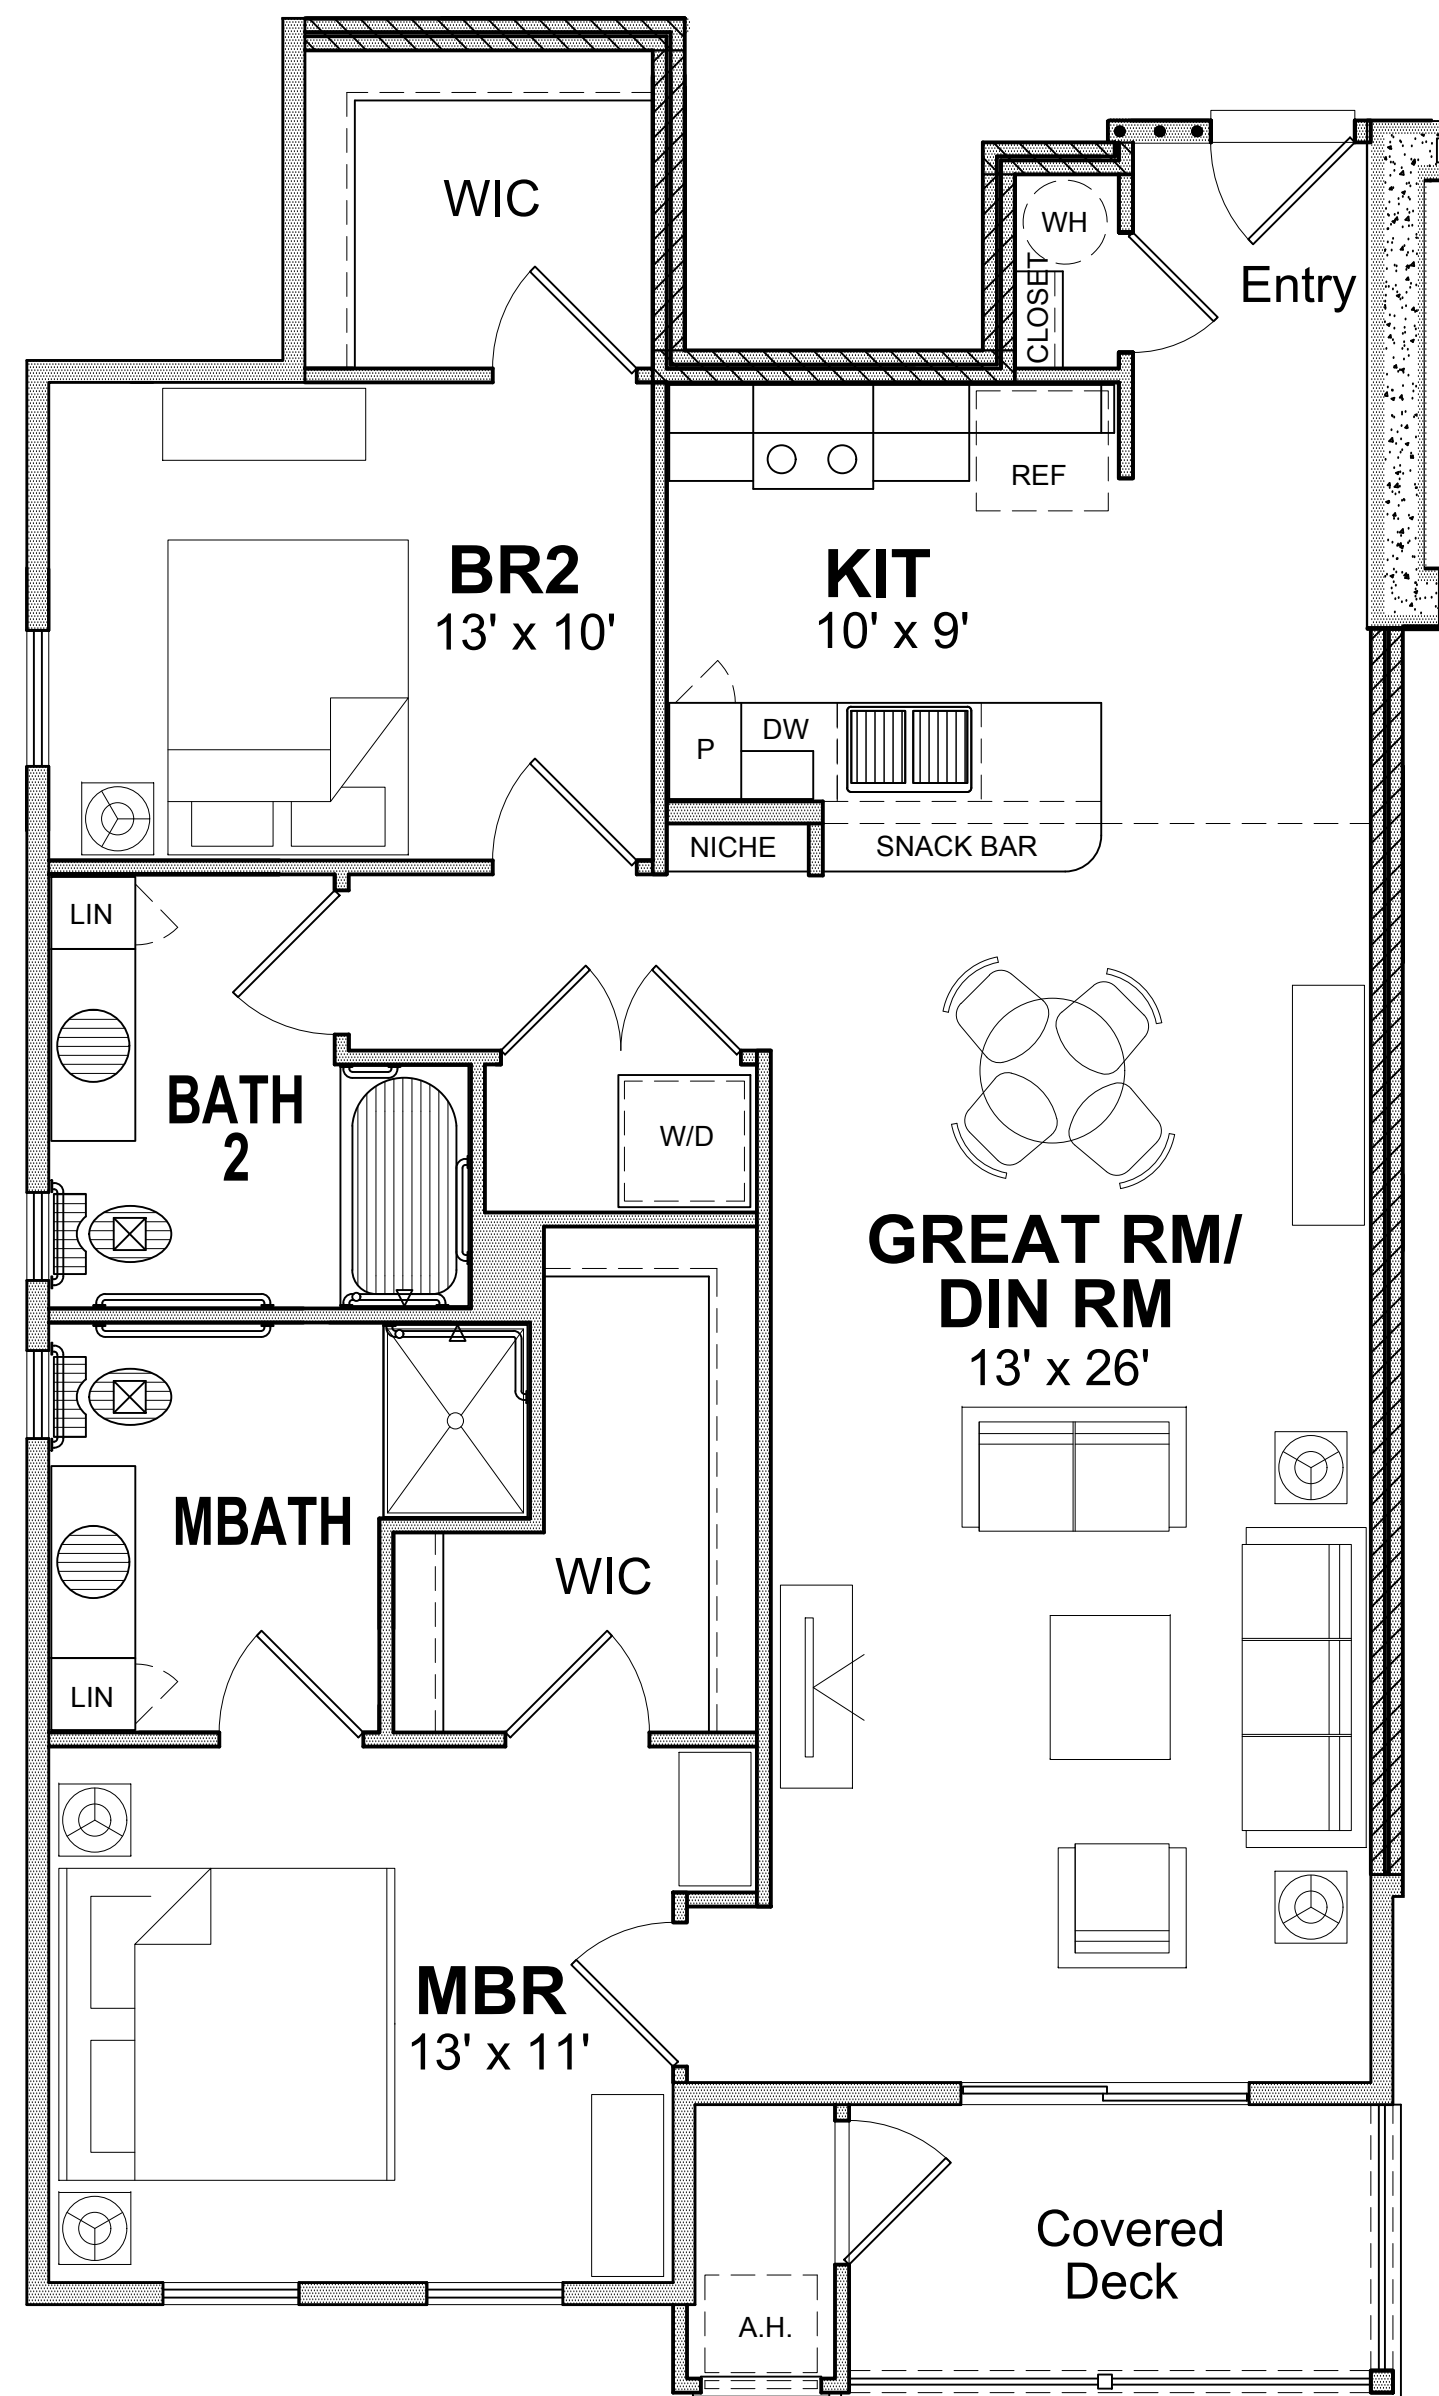 WIC
WH
CLOSET
Entry
REF
BR2
13' x 10'
KIT
10' x 9'
P
DW
NICHE
SNACK BAR
LIN
BATH
2
W/D
GREAT RM/
DIN RM
13' x 26'
MBATH
WIC
LIN
MBR
13' x 11'
Covered
Deck
A.H.